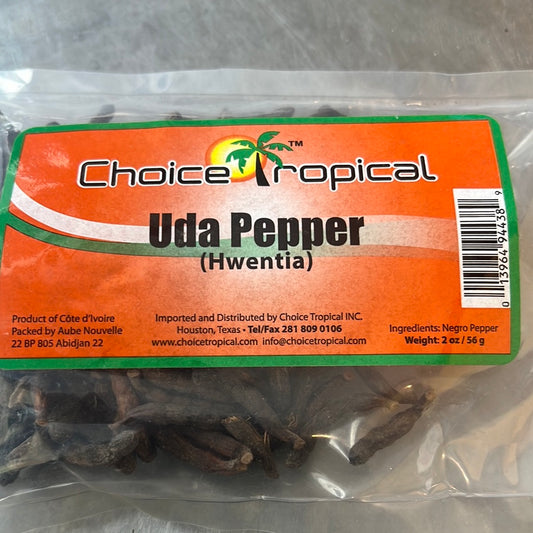 Choice Tropical™
Uda Pepper
(Hwentia)
Product of Côte d'Ivoire
Packed by Aube Nouvelle
22 BP 805 Abidjan 22
Imported and Distributed by Choice Tropical INC.
Houston, Texas • Tel/Fax 281 809 0106
www.choicetropical.com info@choicetropical.com
Ingredients: Negro Pepper
Weight: 2 oz / 56 g
0 13964 94438 9